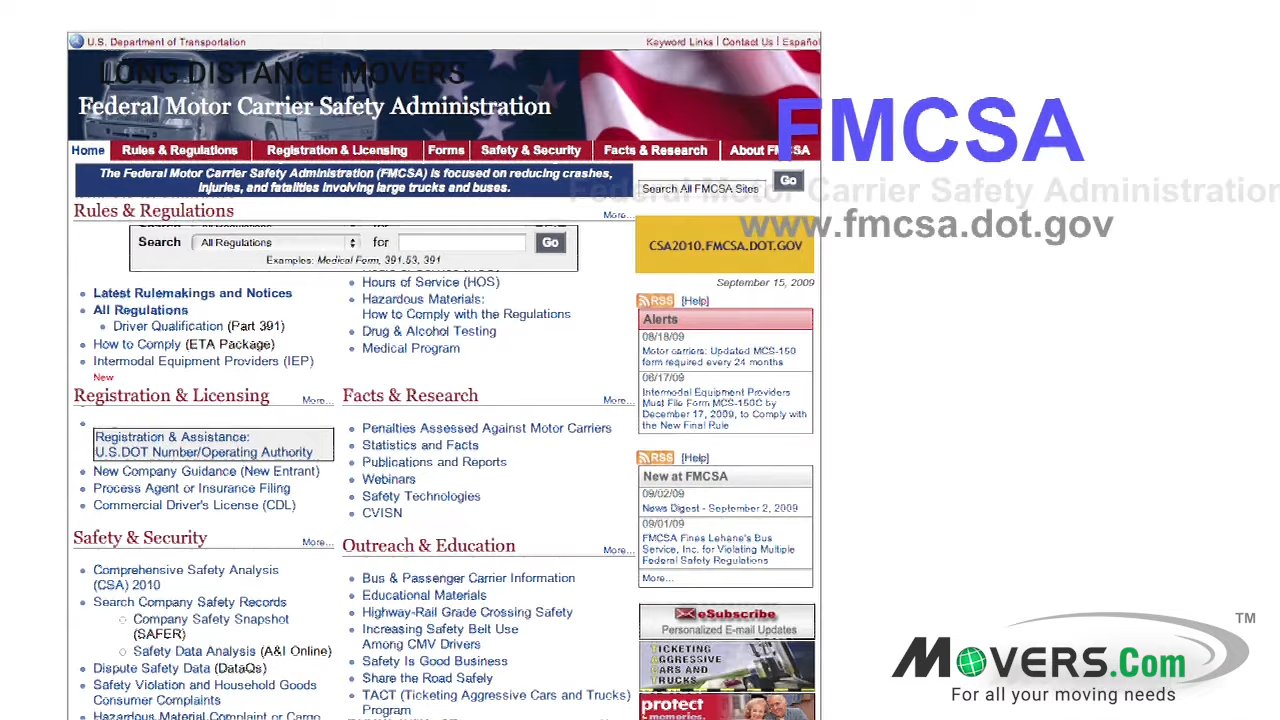 U.S. Department of Transportation
Keyword Links | Contact Us | Español
LONG DISTANCE MOVERS
Federal Motor Carrier Safety Administration
FMCSA
Federal Motor Carrier Safety Administration
www.fmcsa.dot.gov
Home Rules & Regulations Registration & Licensing Forms Safety & Security Facts & Research About FMCSA
The Federal Motor Carrier Safety Administration (FMCSA) is focused on reducing crashes,
injuries, and fatalities involving large trucks and buses.
Search All FMCSA Sites Go
Rules & Regulations More...
Search All Regulations for Go
Examples: Medical Form, 391.53, 391
Latest Rulemakings and Notices
All Regulations
Driver Qualification (Part 391)
How to Comply (ETA Package)
Intermodal Equipment Providers (IEP)
New
Hours of Service (HOS)
Hazardous Materials:
How to Comply with the Regulations
Drug & Alcohol Testing
Medical Program
Registration & Licensing More...
Registration & Assistance:
U.S.DOT Number/Operating Authority
New Company Guidance (New Entrant)
Process Agent or Insurance Filing
Commercial Driver's License (CDL)
Facts & Research More...
Penalties Assessed Against Motor Carriers
Statistics and Facts
Publications and Reports
Webinars
Safety Technologies
CVISN
Safety & Security More...
Comprehensive Safety Analysis
(CSA) 2010
Search Company Safety Records
Company Safety Snapshot
(SAFER)
Safety Data Analysis (A&I Online)
Dispute Safety Data (DataQs)
Safety Violation and Household Goods
Consumer Complaints
Hazardous Material Complaint or Cargo
Outreach & Education More...
Bus & Passenger Carrier Information
Educational Materials
Highway-Rail Grade Crossing Safety
Increasing Safety Belt Use
Among CMV Drivers
Safety Is Good Business
Share the Road Safely
TACT (Ticketing Aggressive Cars and Trucks)
Program
CSA2010.FMCSA.DOT.GOV
September 15, 2009
RSS [Help]
Alerts
08/18/09
Motor carriers: Updated MCS-150
form required every 24 months
06/17/09
Intermodal Equipment Providers
Must File Form MCS-150C by
December 17, 2009, to Comply with
the New Final Rule
RSS [Help]
New at FMCSA
09/02/09
News Digest - September 2, 2009
09/01/09
FMCSA Fines Lehane's Bus
Service, Inc. for Violating Multiple
Federal Safety Regulations
More...
eSubscribe
Personalized E-mail Updates
TICKETING
AGGRESSIVE
CARS AND
TRUCKS
protect
memories.
MOVERS.Com TM
For all your moving needs